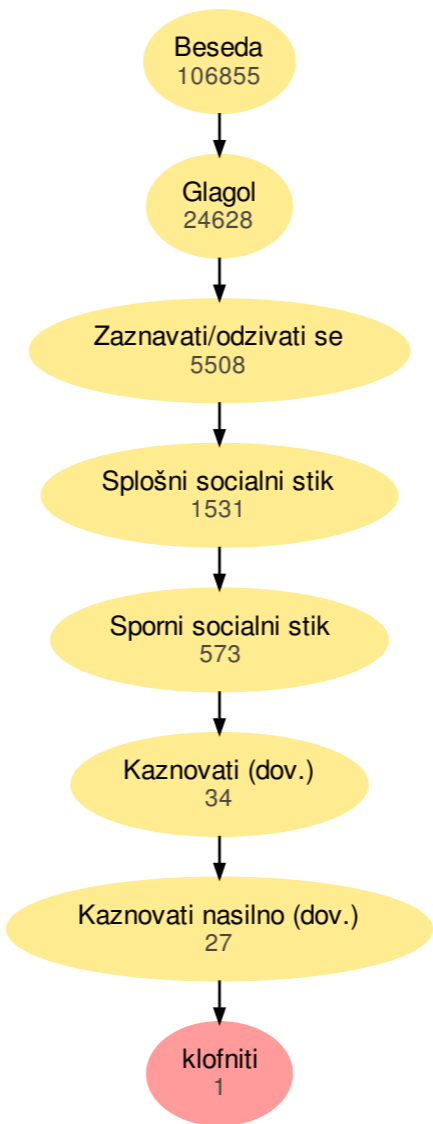 Beseda
106855
Glagol
24628
Zaznavati/odzivati se
5508
Splošni socialni stik
1531
Sporni socialni stik
573
Kaznovati (dov.)
34
Kaznovati nasilno (dov.)
27
klofniti
1